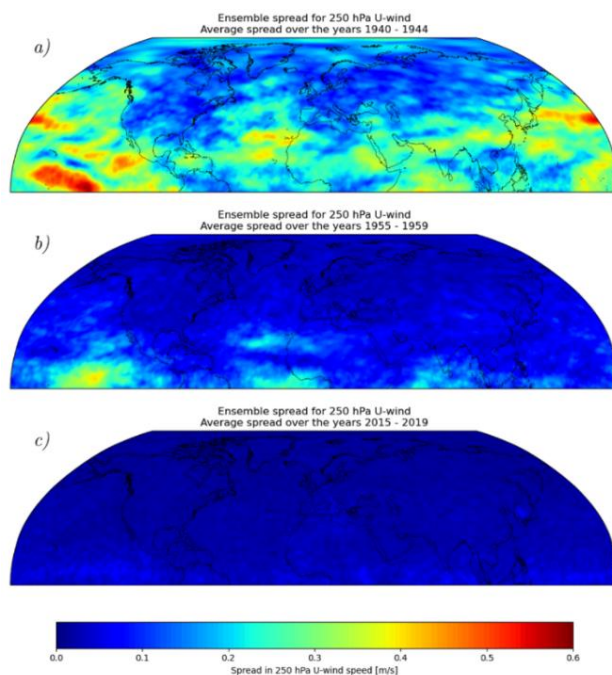 Ensemble spread for 250 hPa U-wind
Average spread over the years 1940 - 1944
a)
Ensemble spread for 250 hPa U-wind
Average spread over the years 1955 - 1959
b)
Ensemble spread for 250 hPa U-wind
Average spread over the years 2015 - 2019
c)
0.0 0.1 0.2 0.3 0.4 0.5 0.6
Spread in 250 hPa U-wind speed [m/s]